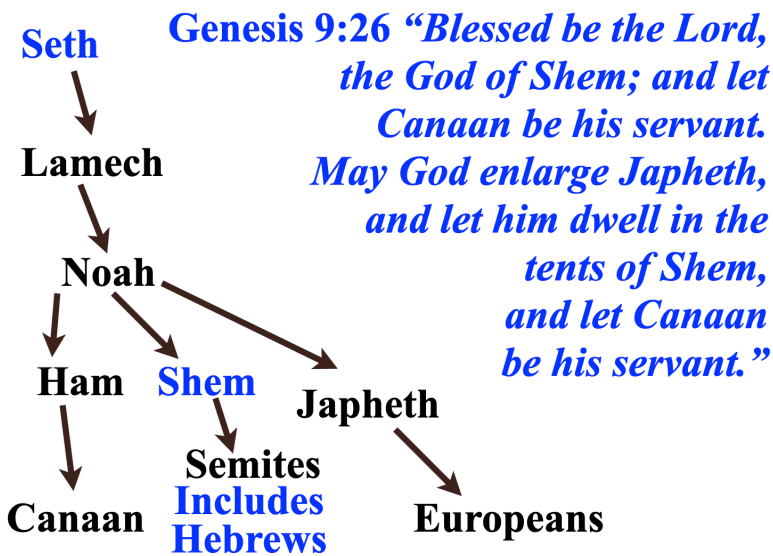 Genesis 9:26 “Blessed be the Lord,
the God of Shem; and let
Canaan be his servant.
May God enlarge Japheth,
and let him dwell in the
tents of Shem,
and let Canaan
be his servant.”
Seth
Lamech
Noah
Ham
Shem
Japheth
Semites
Includes
Hebrews
Canaan
Europeans